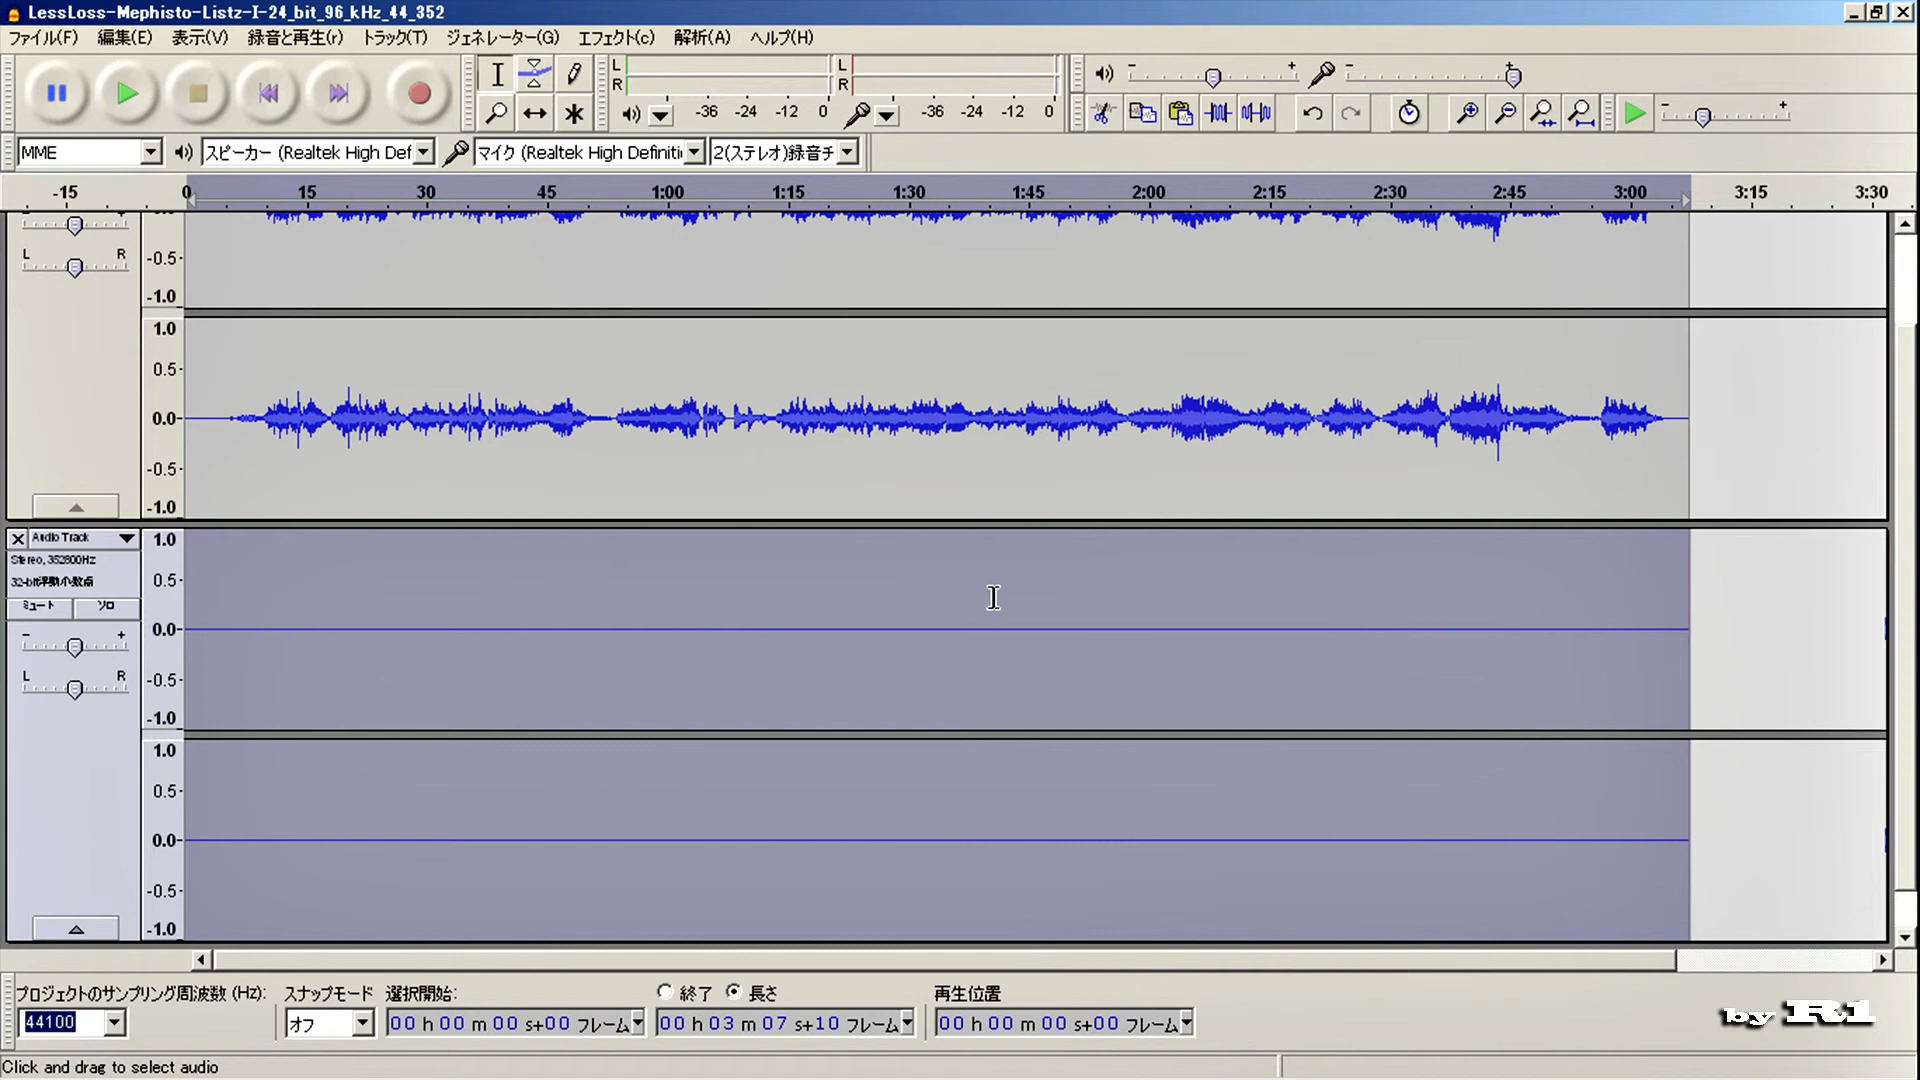 LessLoss-Mephisto-Listz-I-24_bit_96_kHz_44_352
ファイル(F) 編集(E) 表示(V) 録音と再生(r) トラック(T) ジェネレーター(G) エフェクト(c) 解析(A) ヘルプ(H)
L
R
-36 -24 -12 0
L
R
-36 -24 -12 0
- +
- +
- +
MME
スピーカー (Realtek High Def
マイク (Realtek High Definiti
2(ステレオ)録音チ
-15 0 15 30 45 1:00 1:15 1:30 1:45 2:00 2:15 2:30 2:45 3:00 3:15 3:30
L R
-0.5
-1.0
1.0
0.5
0.0
-0.5
-1.0
Audio Track
Stereo, 352800Hz
32-bit浮動小数点
ミュート ソロ
- +
L R
1.0
0.5
0.0
-0.5
-1.0
1.0
0.5
0.0
-0.5
-1.0
プロジェクトのサンプリング周波数 (Hz): スナップモード 選択開始: 終了 長さ 再生位置
44100 オフ 00 h 00 m 00 s+00 フレーム 00 h 03 m 07 s+10 フレーム 00 h 00 m 00 s+00 フレーム
by R1
Click and drag to select audio